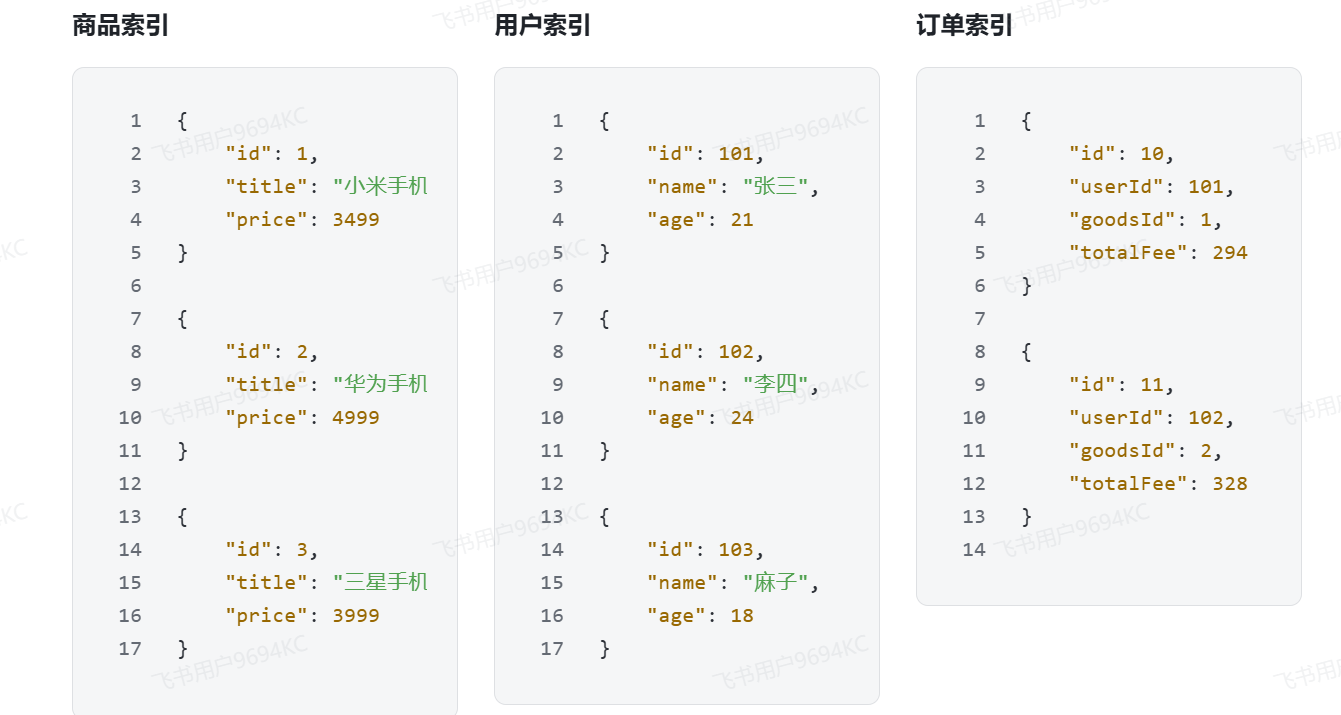 商品索引
1 {
2 "id": 1,
3 "title": "小米手机
4 "price": 3499
5 }
6
7 {
8 "id": 2,
9 "title": "华为手机
10 "price": 4999
11 }
12
13 {
14 "id": 3,
15 "title": "三星手机
16 "price": 3999
17 }
用户索引
1 {
2 "id": 101,
3 "name": "张三",
4 "age": 21
5 }
6
7 {
8 "id": 102,
9 "name": "李四",
10 "age": 24
11 }
12
13 {
14 "id": 103,
15 "name": "麻子",
16 "age": 18
17 }
订单索引
1 {
2 "id": 10,
3 "userId": 101,
4 "goodsId": 1,
5 "totalFee": 294
6 }
7
8 {
9 "id": 11,
10 "userId": 102,
11 "goodsId": 2,
12 "totalFee": 328
13 }
14
飞书用户9694KC